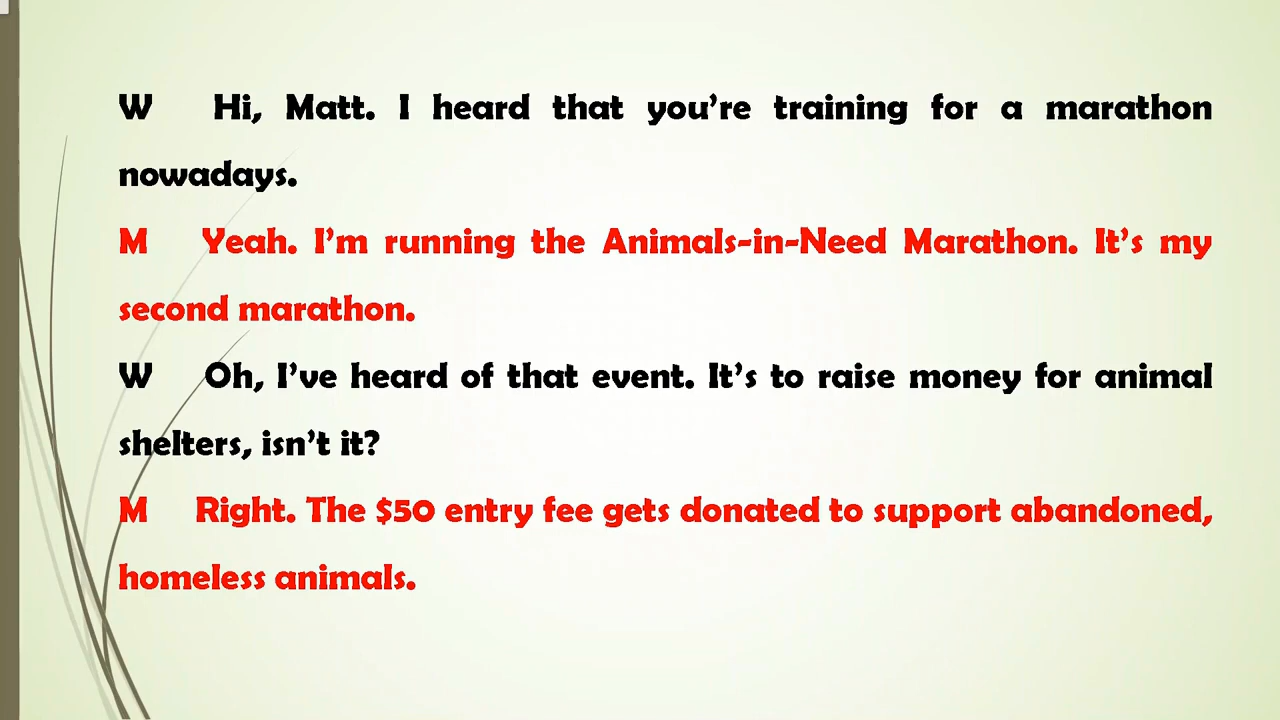 W Hi, Matt. I heard that you’re training for a marathon
nowadays.
M Yeah. I’m running the Animals-in-Need Marathon. It’s my
second marathon.
W Oh, I’ve heard of that event. It’s to raise money for animal
shelters, isn’t it?
M Right. The $50 entry fee gets donated to support abandoned,
homeless animals.